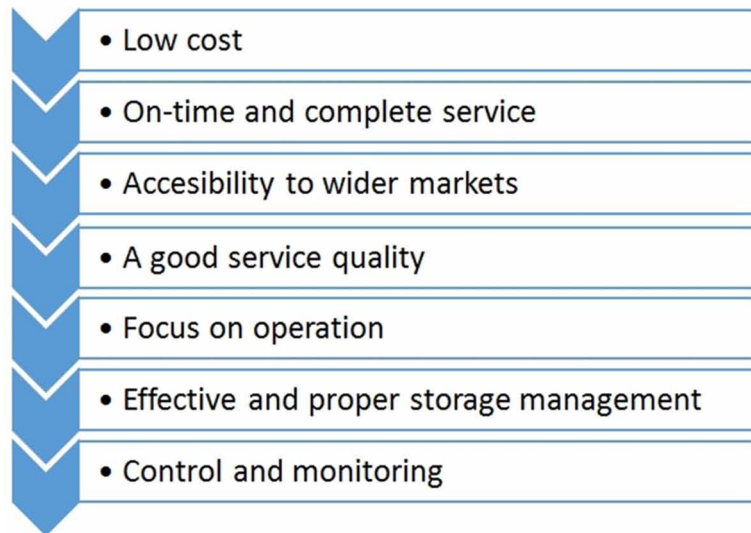 • Low cost
• On-time and complete service
• Accesibility to wider markets
• A good service quality
• Focus on operation
• Effective and proper storage management
• Control and monitoring